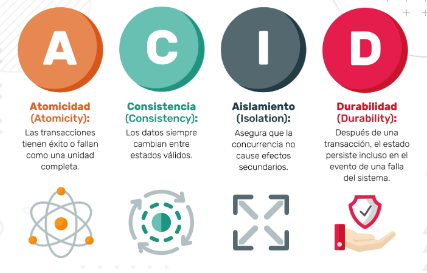 A
C
I
D
Atomicidad
(Atomicity):
Las transacciones
tienen éxito o fallan
como una unidad
completa.
Consistencia
(Consistency):
Los datos siempre
cambian entre
estados válidos.
Aislamiento
(Isolation):
Asegura que la
concurrencia no
cause efectos
secundarios.
Durabilidad
(Durability):
Después de una
transacción, el estado
persiste incluso en el
evento de una falla
del sistema.